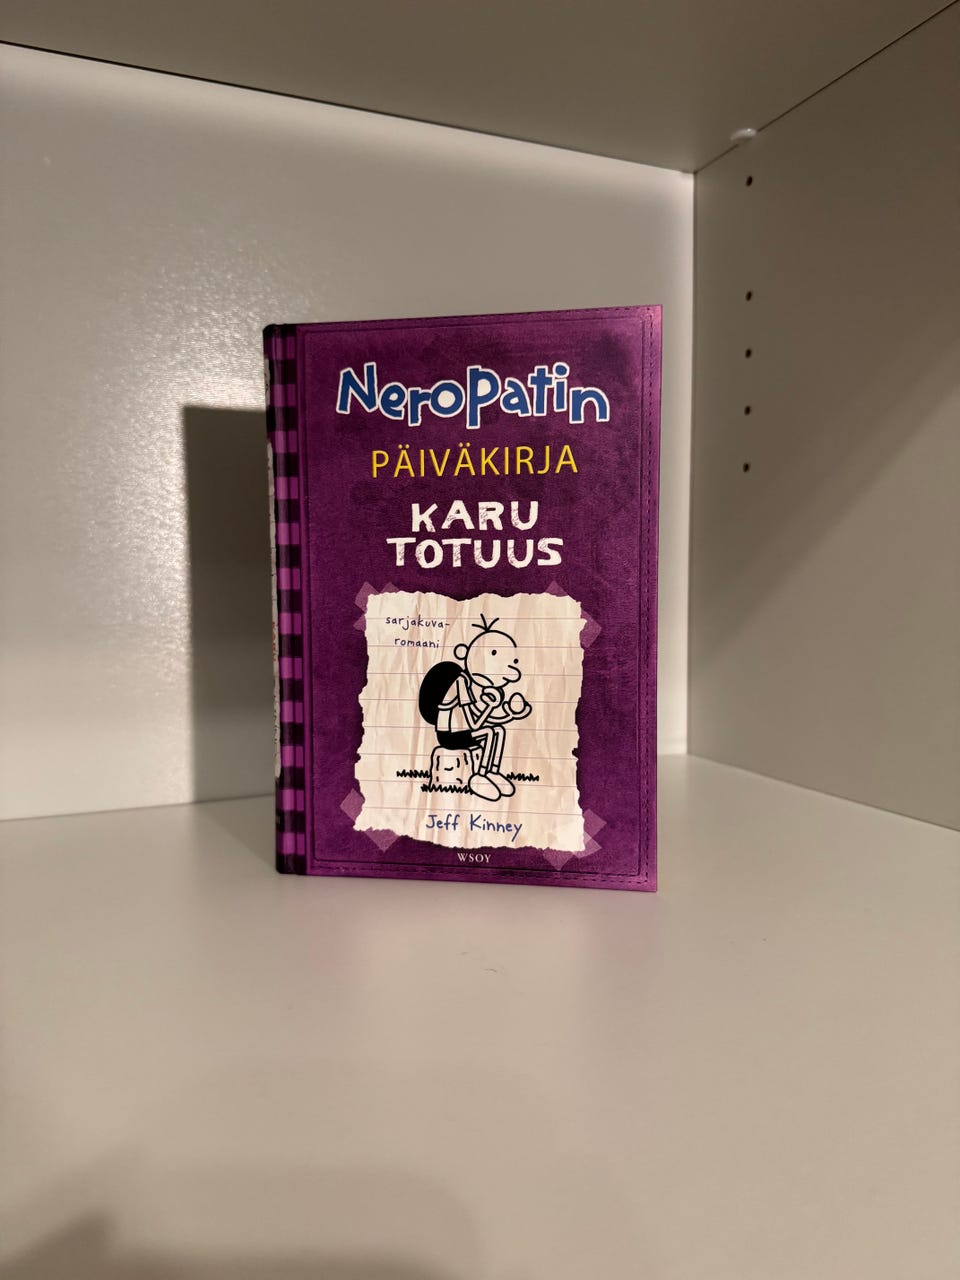 Neropatin
PÄIVÄKIRJA
KARU
TOTUUS
sarjakuva-
romaani
Jeff Kinney
WSOY